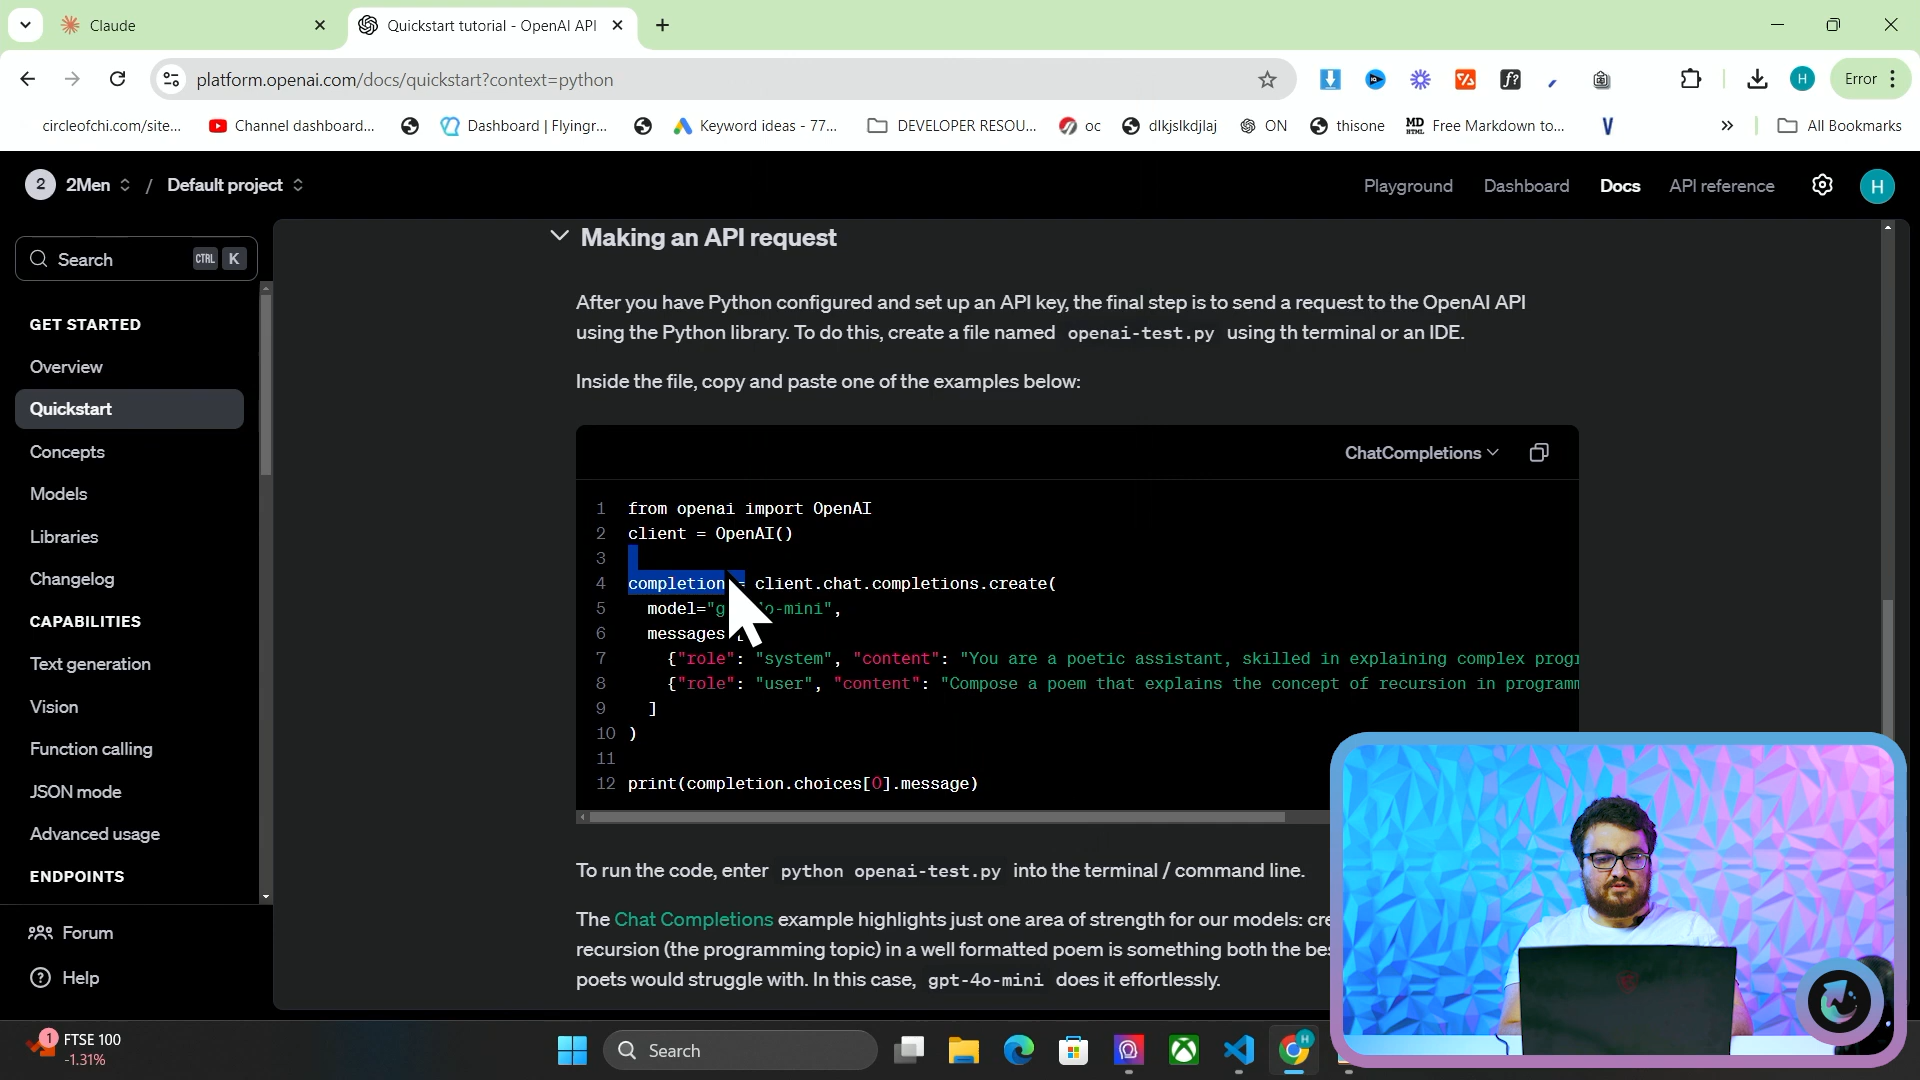 Claude
Quickstart tutorial - OpenAI API
platform.openai.com/docs/quickstart?context=python
Error
circleofchi.com/site...
Channel dashboard...
Dashboard | Flyingr...
Keyword ideas - 77...
DEVELOPER RESOU...
oc
dlkjslkdjlaj
ON
thisone
Free Markdown to...
All Bookmarks
2 2Men / Default project
Playground
Dashboard
Docs
API reference
H
Search CTRL K
GET STARTED
Overview
Quickstart
Concepts
Models
Libraries
Changelog
CAPABILITIES
Text generation
Vision
Function calling
JSON mode
Advanced usage
ENDPOINTS
Forum
Help
Making an API request
After you have Python configured and set up an API key, the final step is to send a request to the OpenAI API
using the Python library. To do this, create a file named openai-test.py using th terminal or an IDE.
Inside the file, copy and paste one of the examples below:
ChatCompletions
1 from openai import OpenAI
2 client = OpenAI()
3
4 completion = client.chat.completions.create(
5 model="g o-mini",
6 messages [
7 {"role": "system", "content": "You are a poetic assistant, skilled in explaining complex progr
8 {"role": "user", "content": "Compose a poem that explains the concept of recursion in programm
9 ]
10 )
11
12 print(completion.choices[0].message)
To run the code, enter python openai-test.py into the terminal / command line.
The Chat Completions example highlights just one area of strength for our models: cre
recursion (the programming topic) in a well formatted poem is something both the bes
poets would struggle with. In this case, gpt-4o-mini does it effortlessly.
1 FTSE 100
-1.31%
Search